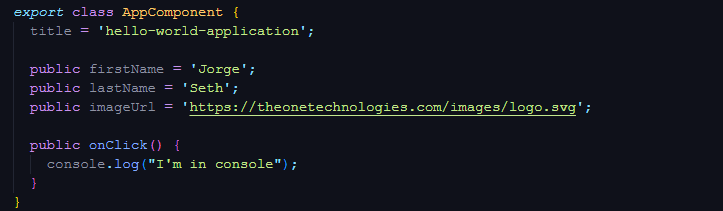 export class AppComponent {
title = 'hello-world-application';
public firstName = 'Jorge';
public lastName = 'Seth';
public imageUrl = 'https://theonetechnologies.com/images/logo.svg';
public onClick() {
console.log("I'm in console");
}
}